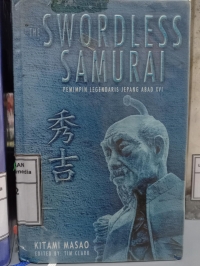 THE
SWORDLESS
SAMURAI
PEMIMPIN LEGENDARIS JEPANG ABAD XVI
秀吉
KITAMI MASAO
EDITED BY: TIM CLARK